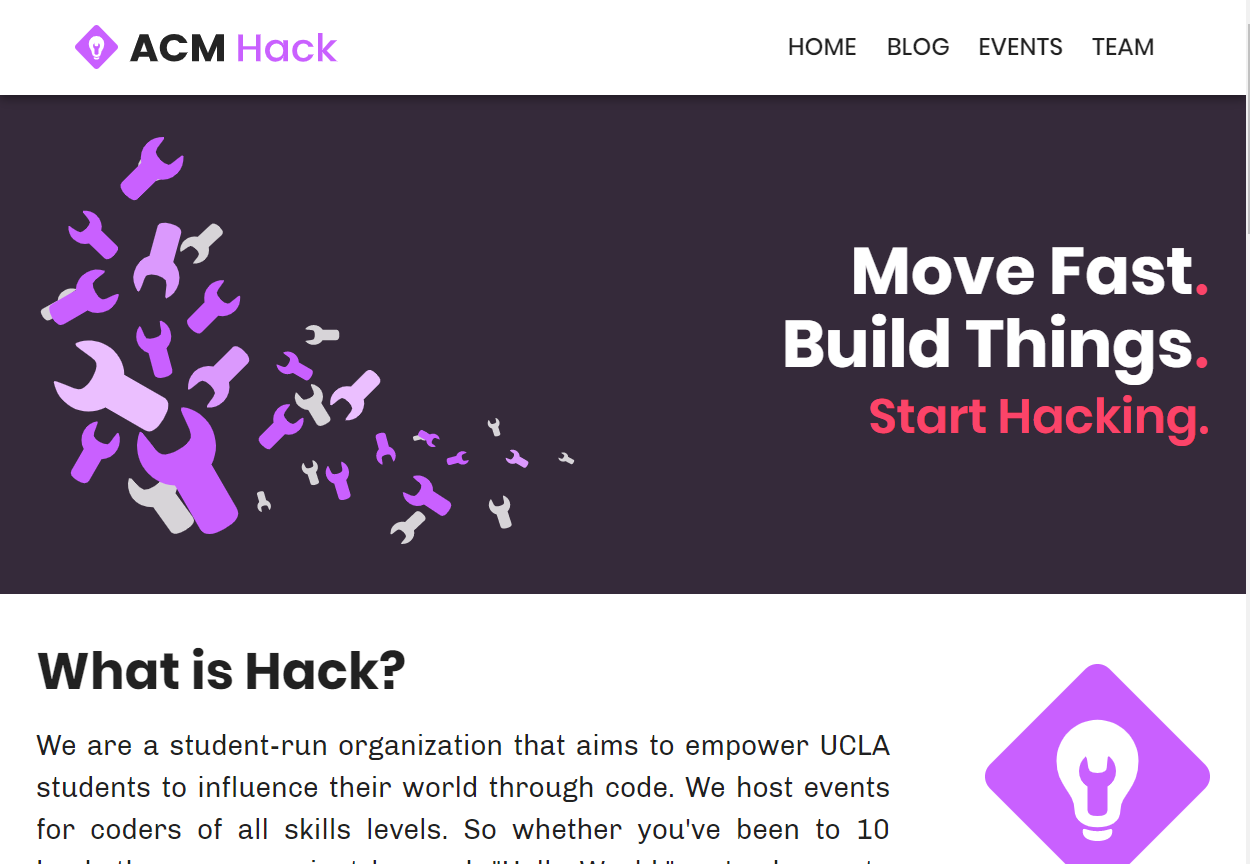 ACM Hack
HOME BLOG EVENTS TEAM
Move Fast.
Build Things.
Start Hacking.
What is Hack?
We are a student-run organization that aims to empower UCLA
students to influence their world through code. We host events
for coders of all skills levels. So whether you've been to 10